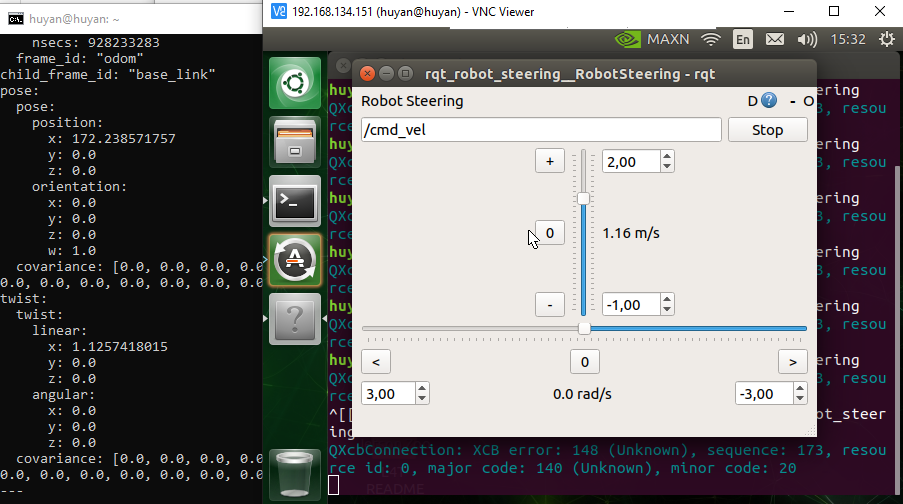 huyan@huyan: ~
nsecs: 928233283
frame_id: "odom"
child_frame_id: "base_link"
pose:
pose:
position:
x: 172.238571757
y: 0.0
z: 0.0
orientation:
x: 0.0
y: 0.0
z: 0.0
w: 1.0
covariance: [0.0, 0.0, 0.0, 0.0
0.0, 0.0, 0.0, 0.0, 0.0, 0.0,
twist:
twist:
linear:
x: 1.1257418015
y: 0.0
z: 0.0
angular:
x: 0.0
y: 0.0
z: 0.0
covariance: [0.0, 0.0, 0.0, 0.0
0.0, 0.0, 0.0, 0.0, 0.0, 0.0,
---
192.168.134.151 (huyan@huyan) - VNC Viewer
MAXN En 15:32
rqt_robot_steering__RobotSteering - rqt
Robot Steering D - O
/cmd_vel Stop
+ 2,00
0 1.16 m/s
- -1,00
< 0 >
3,00 0.0 rad/s -3,00
huy ering
QXc 3, resou
rce
huy ering
QXc 3, resou
rce
huy ering
QXc 3, resou
rce
huy ering
QXc 3, resou
rce
huy ering
QXc 3, resou
rce
huy ering
QXc 3, resou
rce
^[[ ot_steer
ing
QXcbConnection: XCB error: 148 (Unknown), sequence: 173, resou
rce id: 0, major code: 140 (Unknown), minor code: 20
README